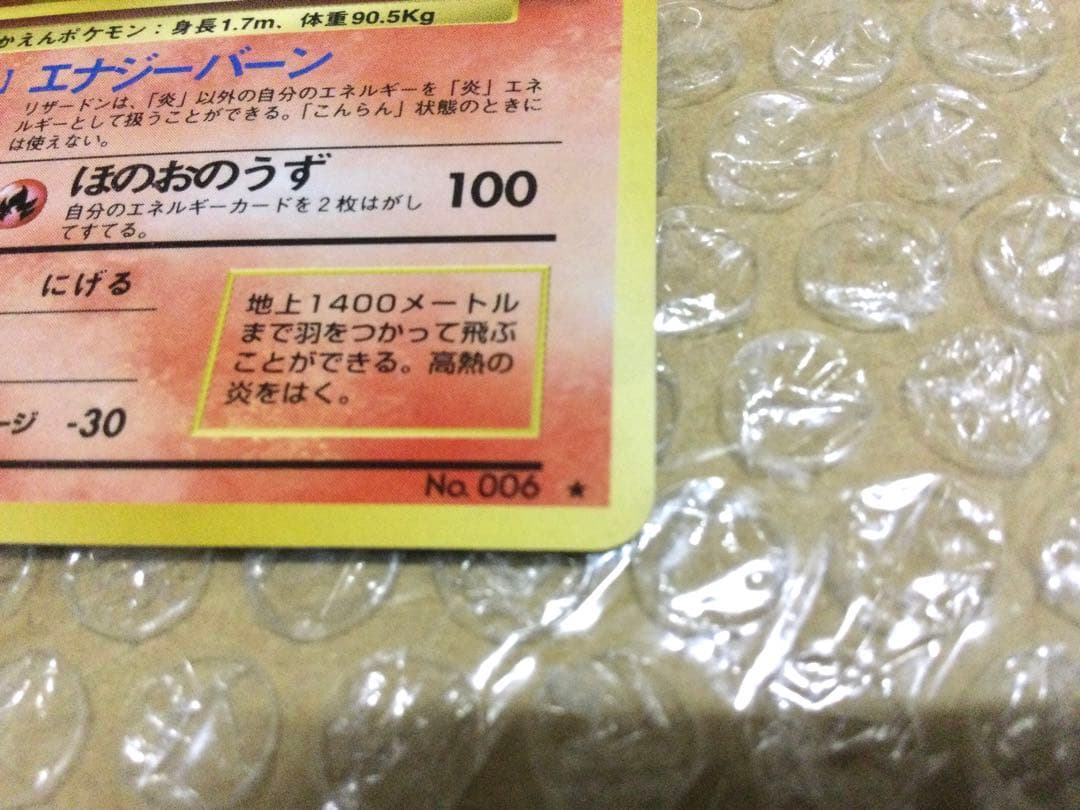 かえんポケモン：身長1.7m、体重90.5Kg
エナジーバーン
リザードンは、「炎」以外の自分のエネルギーを「炎」エネ
ルギーとして扱うことができる。「こんらん」状態のときに
は使えない。
ほのおのうず 100
自分のエネルギーカードを２枚はがし
てすてる。
にげる
地上1400メートル
まで羽をつかって飛ぶ
ことができる。高熱の
炎をはく。
ージ -30
No. 006 ★